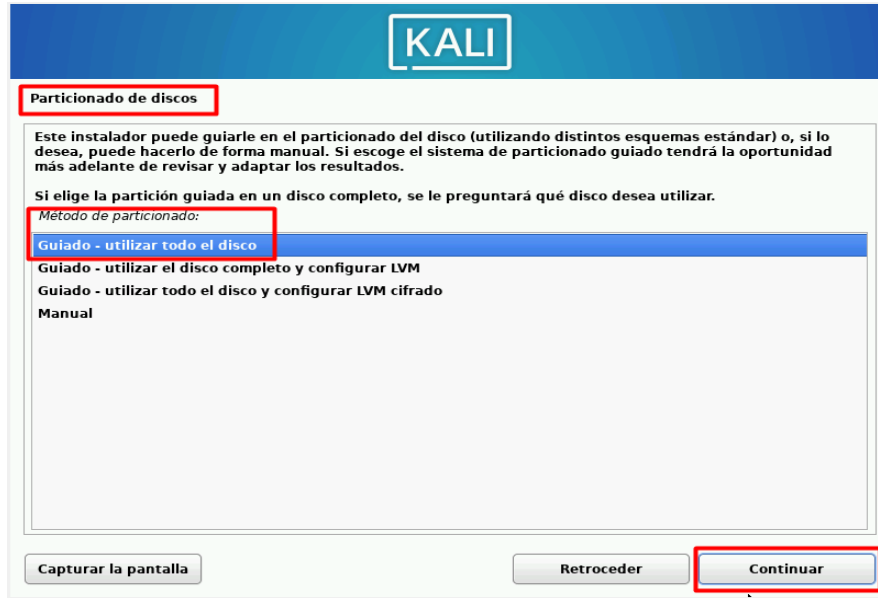 KALI
Particionado de discos
Este instalador puede guiarle en el particionado del disco (utilizando distintos esquemas estándar) o, si lo
desea, puede hacerlo de forma manual. Si escoge el sistema de particionado guiado tendrá la oportunidad
más adelante de revisar y adaptar los resultados.
Si elige la partición guiada en un disco completo, se le preguntará qué disco desea utilizar.
Método de particionado:
Guiado - utilizar todo el disco
Guiado - utilizar el disco completo y configurar LVM
Guiado - utilizar todo el disco y configurar LVM cifrado
Manual
Capturar la pantalla
Retroceder
Continuar